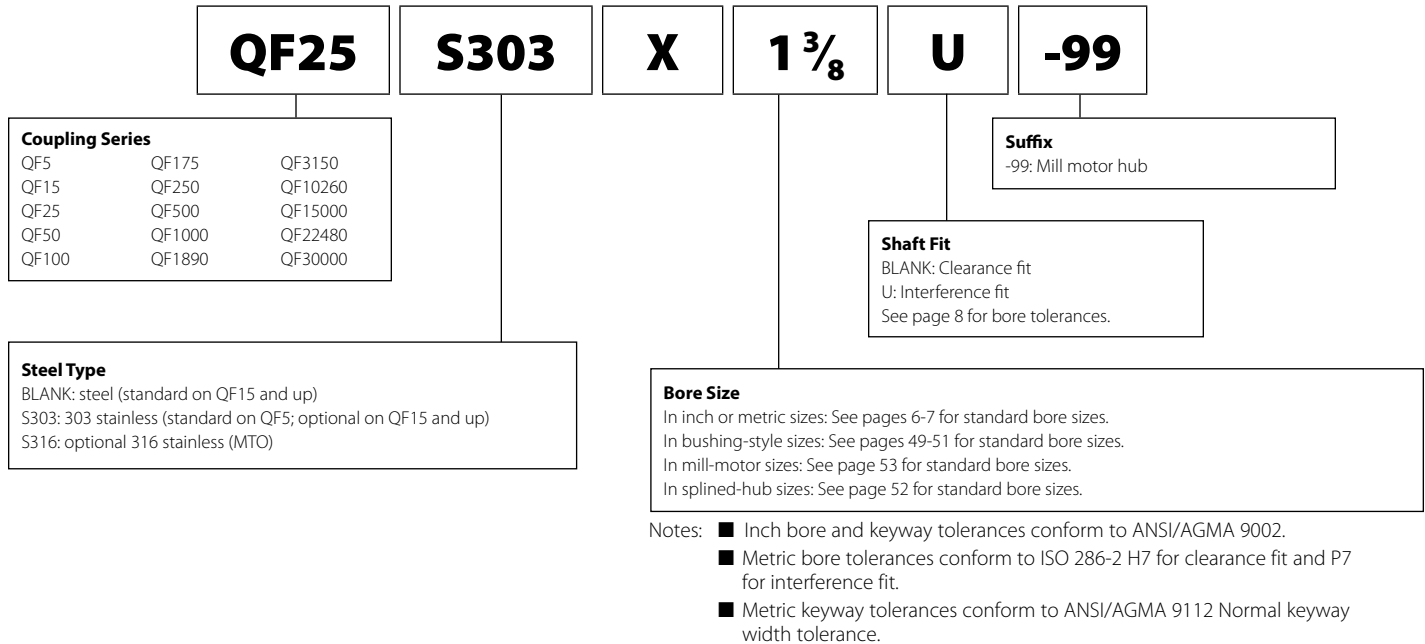 QF25 S303 X 1 3/8 U -99
Coupling Series
QF5 QF175 QF3150
QF15 QF250 QF10260
QF25 QF500 QF15000
QF50 QF1000 QF22480
QF100 QF1890 QF30000
Suffix
-99: Mill motor hub
Shaft Fit
BLANK: Clearance fit
U: Interference fit
See page 8 for bore tolerances.
Steel Type
BLANK: steel (standard on QF15 and up)
S303: 303 stainless (standard on QF5; optional on QF15 and up)
S316: optional 316 stainless (MTO)
Bore Size
In inch or metric sizes: See pages 6-7 for standard bore sizes.
In bushing-style sizes: See pages 49-51 for standard bore sizes.
In mill-motor sizes: See page 53 for standard bore sizes.
In splined-hub sizes: See page 52 for standard bore sizes.
Notes: ■ Inch bore and keyway tolerances conform to ANSI/AGMA 9002.
■ Metric bore tolerances conform to ISO 286-2 H7 for clearance fit and P7
for interference fit.
■ Metric keyway tolerances conform to ANSI/AGMA 9112 Normal keyway
width tolerance.